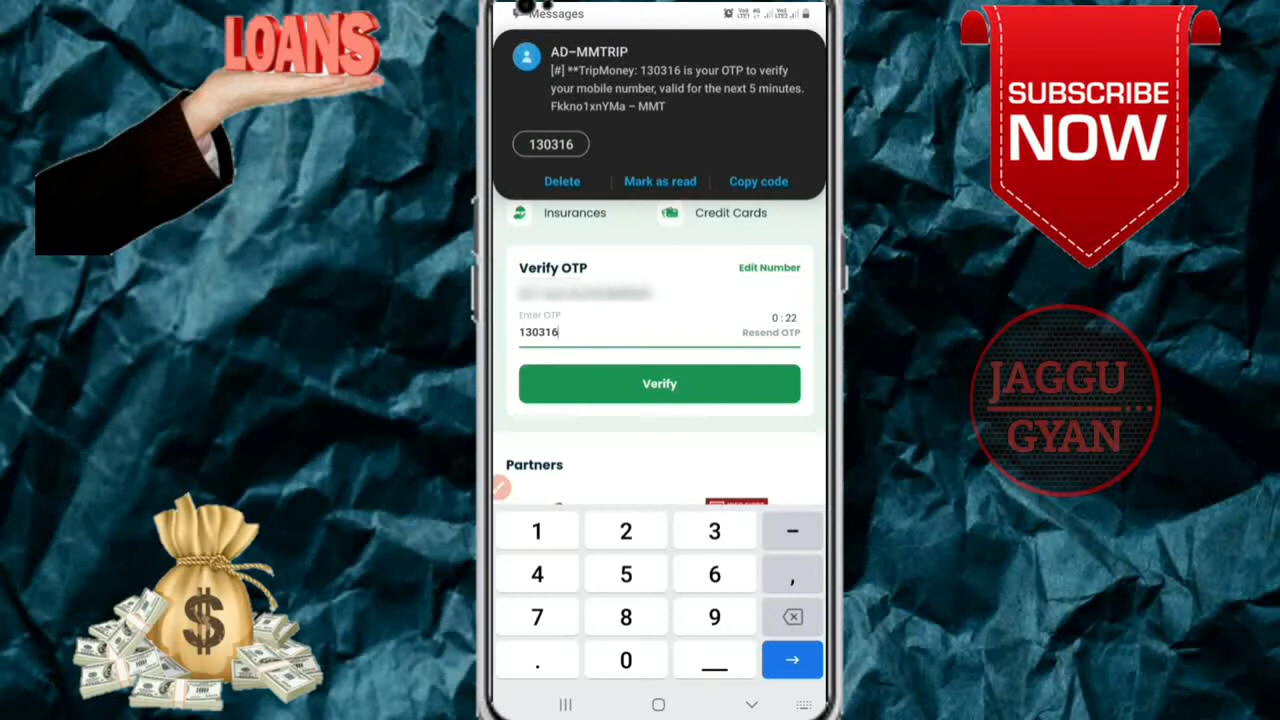 LOANS
Messages
AD-MMTRIP
[#] **TripMoney: 130316 is your OTP to verify
your mobile number, valid for the next 5 minutes.
Fkkno1xnYMa – MMT
130316
Delete
Mark as read
Copy code
Insurances
Credit Cards
Verify OTP
Edit Number
Enter OTP
0 : 22
130316
Resend OTP
Verify
Partners
1 2 3 –
4 5 6 ,
7 8 9
. 0
SUBSCRIBE
NOW
JAGGU
GYAN
$